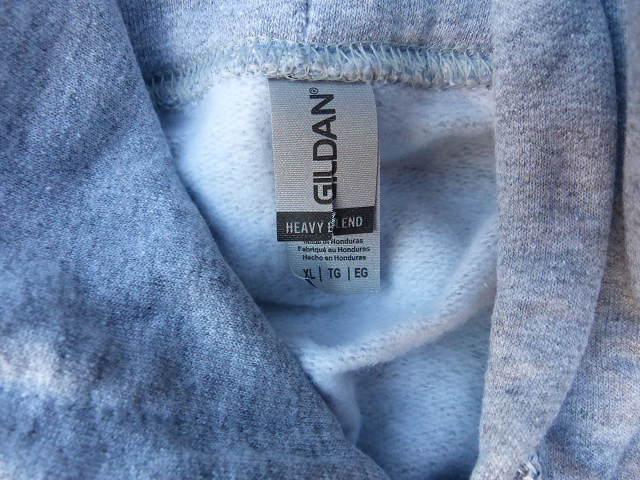 GILDAN®
HEAVY BLEND
Made in Honduras
Fabriqué au Honduras
Hecho en Honduras
XL | TG | EG